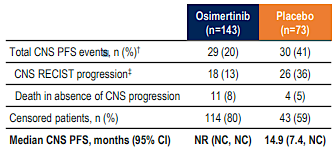 Osimertinib Placebo
(n=143) (n=73)
Total CNS PFS events, n (%)† 29 (20) 30 (41)
CNS RECIST progression‡ 18 (13) 26 (36)
Death in absence of CNS progression 11 (8) 4 (5)
Censored patients, n (%) 114 (80) 43 (59)
Median CNS PFS, months (95% CI) NR (NC, NC) 14.9 (7.4, NC)